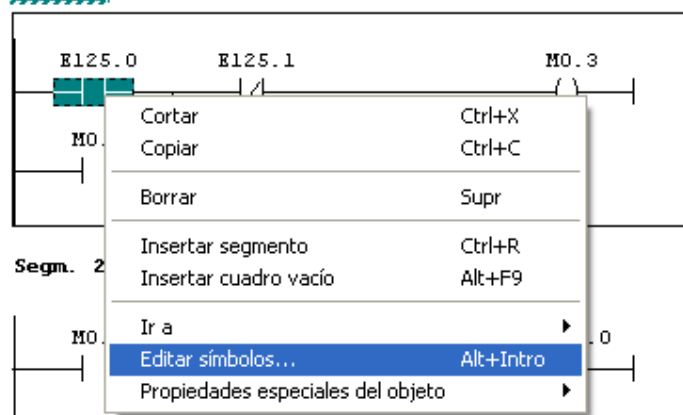 E125.0 E125.1 M0.3
Cortar Ctrl+X
M0.
Copiar Ctrl+C
Borrar Supr
Insertar segmento Ctrl+R
Segm. 2
Insertar cuadro vacío Alt+F9
Ir a
M0. .0
Editar símbolos... Alt+Intro
Propiedades especiales del objeto